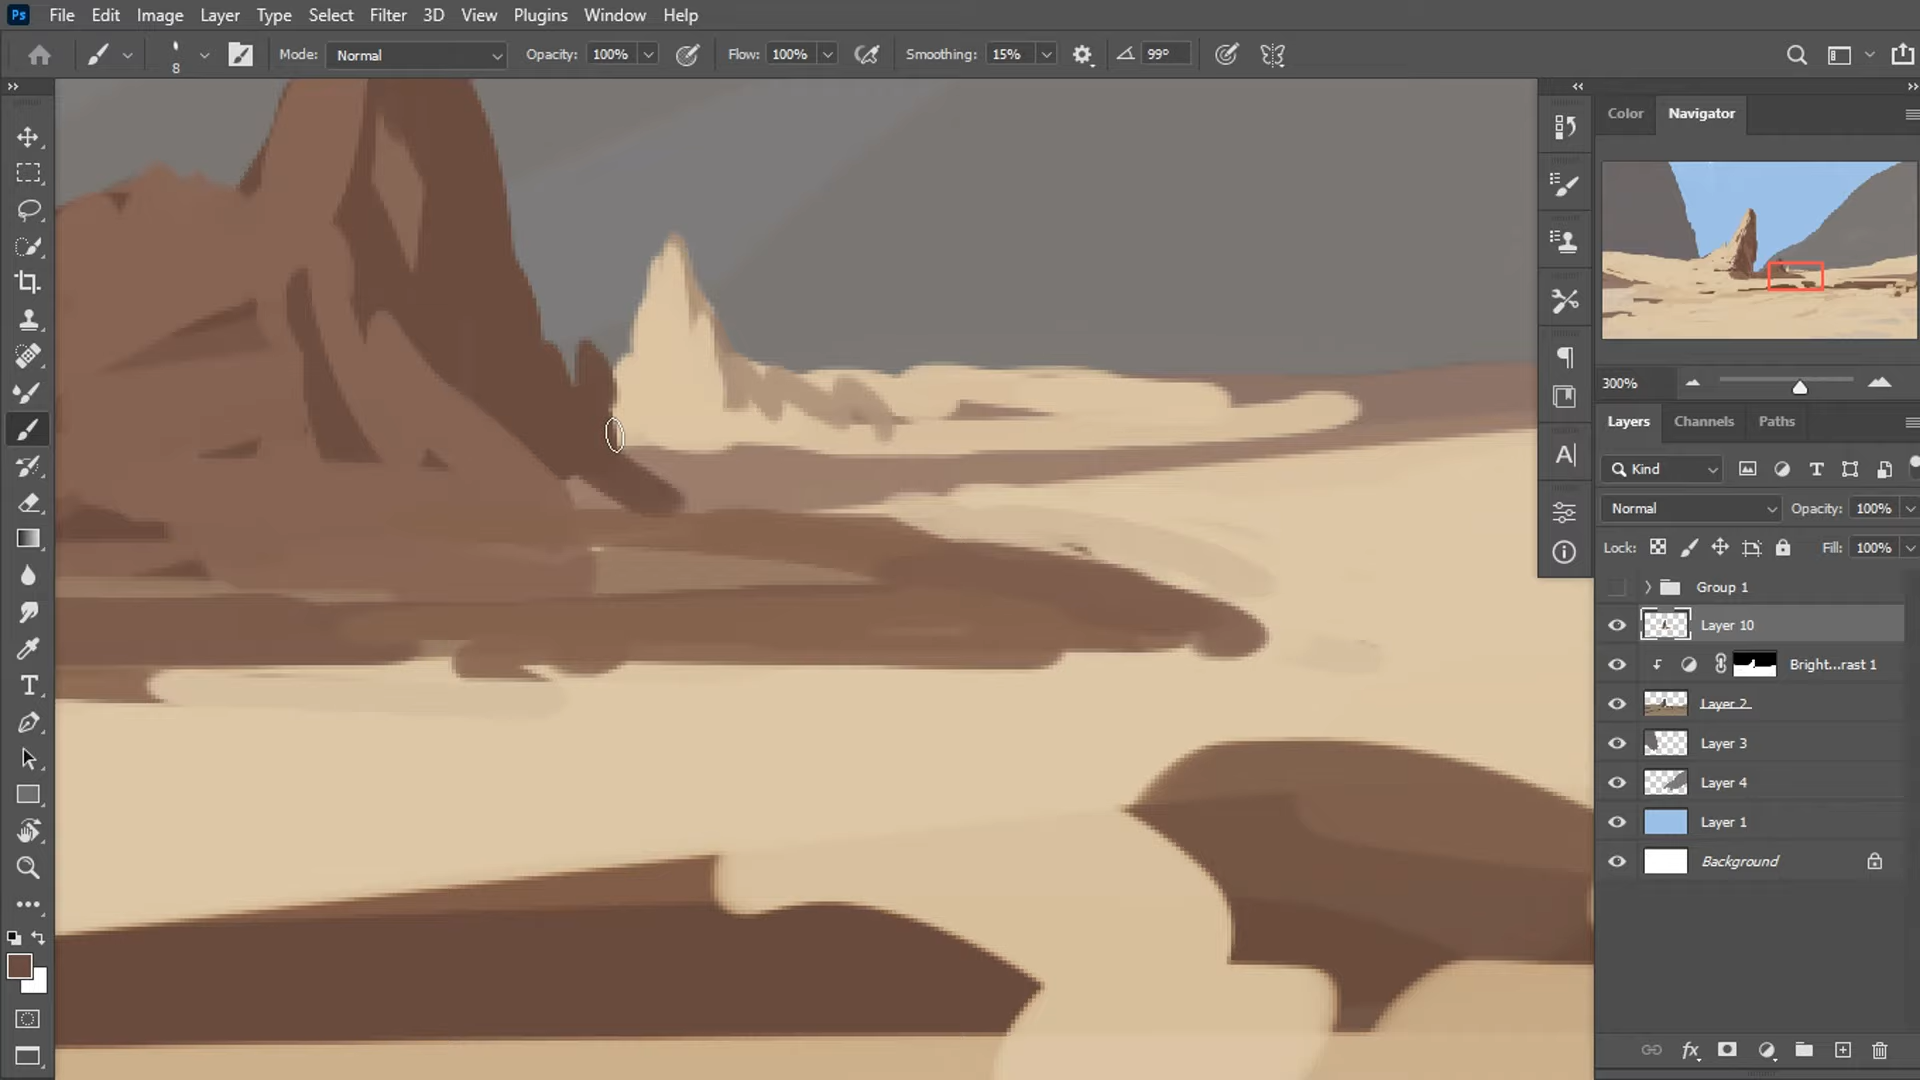 Ps File Edit Image Layer Type Select Filter 3D View Plugins Window Help
8 Mode: Normal Opacity: 100% Flow: 100% Smoothing: 15% 99°
Color Navigator
300%
Layers Channels Paths
Kind
Normal Opacity: 100%
Lock: Fill: 100%
Group 1
Layer 10
Bright...rast 1
Layer 2
Layer 3
Layer 4
Layer 1
Background